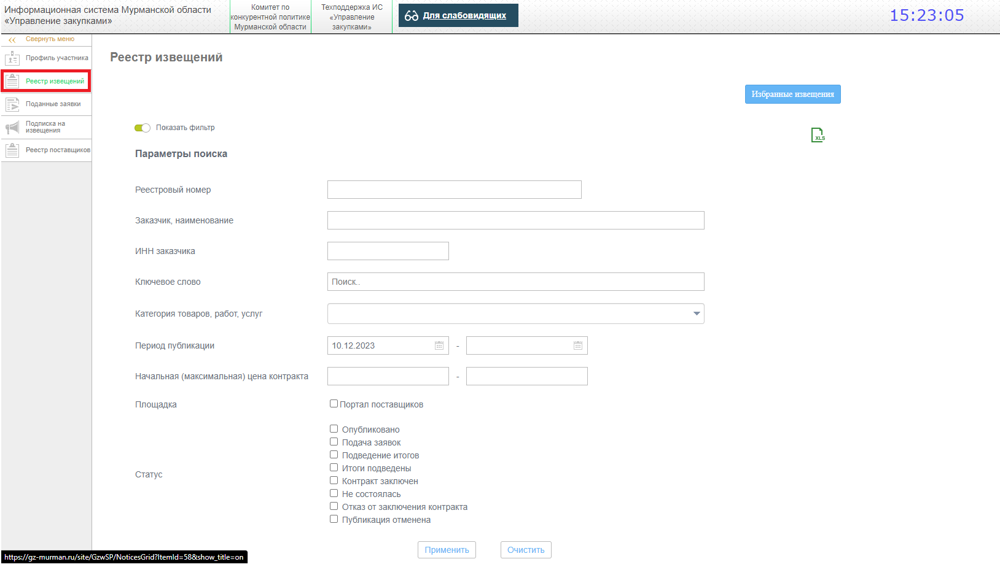 Информационная система Мурманской области
«Управление закупками»
Комитет по
конкурентной политике
Мурманской области
Техподдержка ИС
«Управление
закупками»
Для слабовидящих
15:23:05
Свернуть меню
Профиль участника
Реестр извещений
Поданные заявки
Подписка на
извещения
Реестр поставщиков
Реестр извещений
Избранные извещения
Показать фильтр
XLS
Параметры поиска
Реестровый номер
Заказчик, наименование
ИНН заказчика
Ключевое слово
Поиск..
Категория товаров, работ, услуг
Период публикации
10.12.2023
-
Начальная (максимальная) цена контракта
-
Площадка
Портал поставщиков
Статус
Опубликовано
Подача заявок
Подведение итогов
Итоги подведены
Контракт заключен
Не состоялась
Отказ от заключения контракта
Публикация отменена
Применить
Очистить
https://gz-murman.ru/site/GzwSP/NoticesGrid?ItemId=58&show_title=on